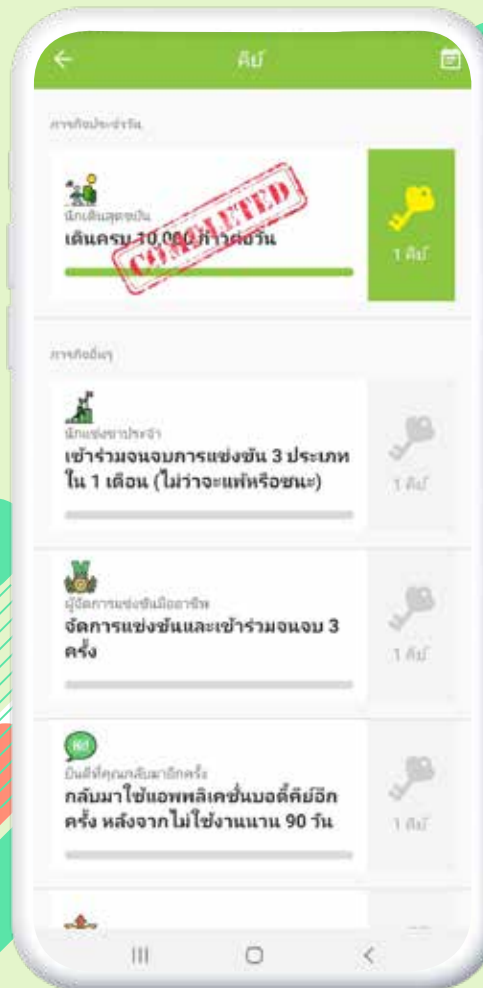 คีย์
ภารกิจประจำวัน
นักเดินสุดขยัน
เดินครบ 10,000 ก้าวต่อวัน
COMPLETED
1 คีย์
ภารกิจอื่นๆ
นักแข่งขาประจำ
เข้าร่วมจนจบการแข่งขัน 3 ประเภท
ใน 1 เดือน (ไม่ว่าจะแพ้หรือชนะ)
1 คีย์
ผู้จัดการแข่งขันมืออาชีพ
จัดการแข่งขันและเข้าร่วมจนจบ 3
ครั้ง
1 คีย์
Hi!
ยินดีที่คุณกลับมาอีกครั้ง
กลับมาใช้แอพพลิเคชั่นบอดี้คีย์อีก
ครั้ง หลังจากไม่ใช้งานนาน 90 วัน
1 คีย์